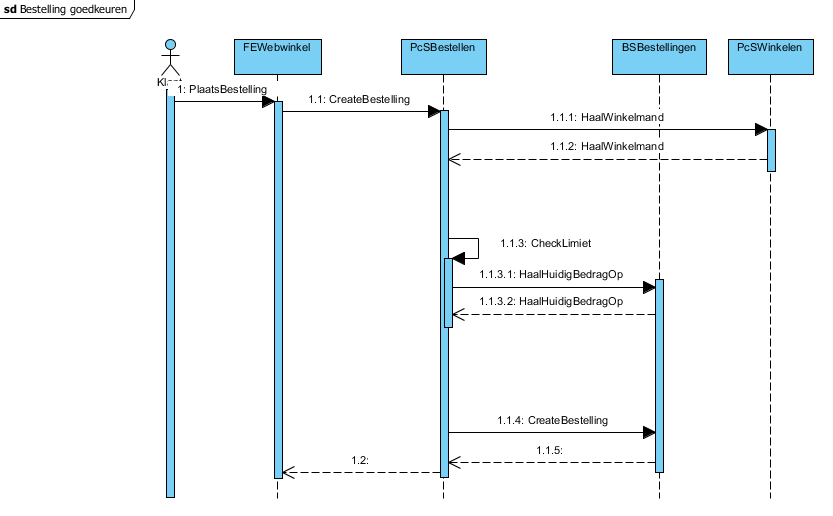 sd Bestelling goedkeuren
FEWebwinkel
PcSBestellen
BSBestellingen
PcSWinkelen
1: PlaatsBestelling
1.1: CreateBestelling
1.1.1: HaalWinkelmand
1.1.2: HaalWinkelmand
1.1.3: CheckLimiet
1.1.3.1: HaalHuidigBedragOp
1.1.3.2: HaalHuidigBedragOp
1.1.4: CreateBestelling
1.1.5:
1.2: